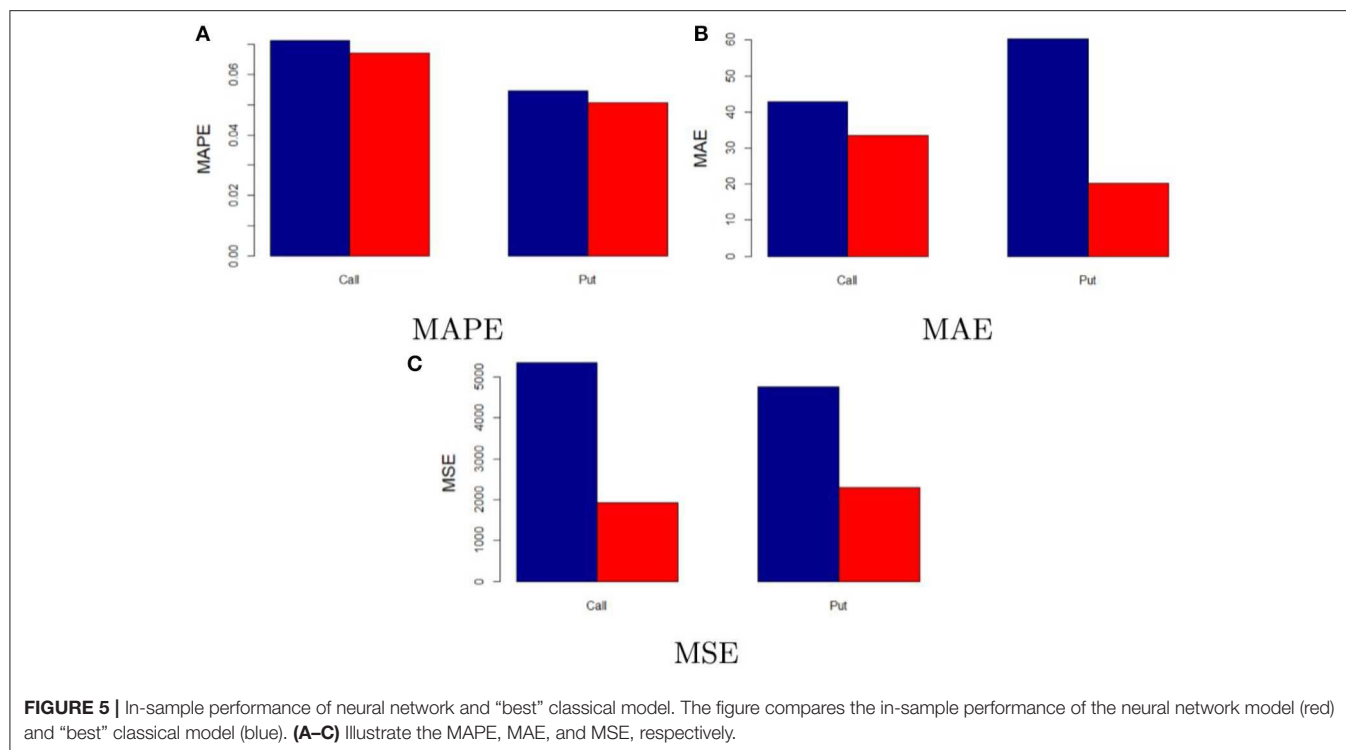 A
MAPE
0.00
0.02
0.04
0.06
Call
Put
MAPE
B
MAE
0
10
20
30
40
50
60
Call
Put
MAE
C
MSE
0
1000
2000
3000
4000
5000
Call
Put
MSE
FIGURE 5 | In-sample performance of neural network and “best” classical model. The figure compares the in-sample performance of the neural network model (red)
and “best” classical model (blue). (A–C) Illustrate the MAPE, MAE, and MSE, respectively.